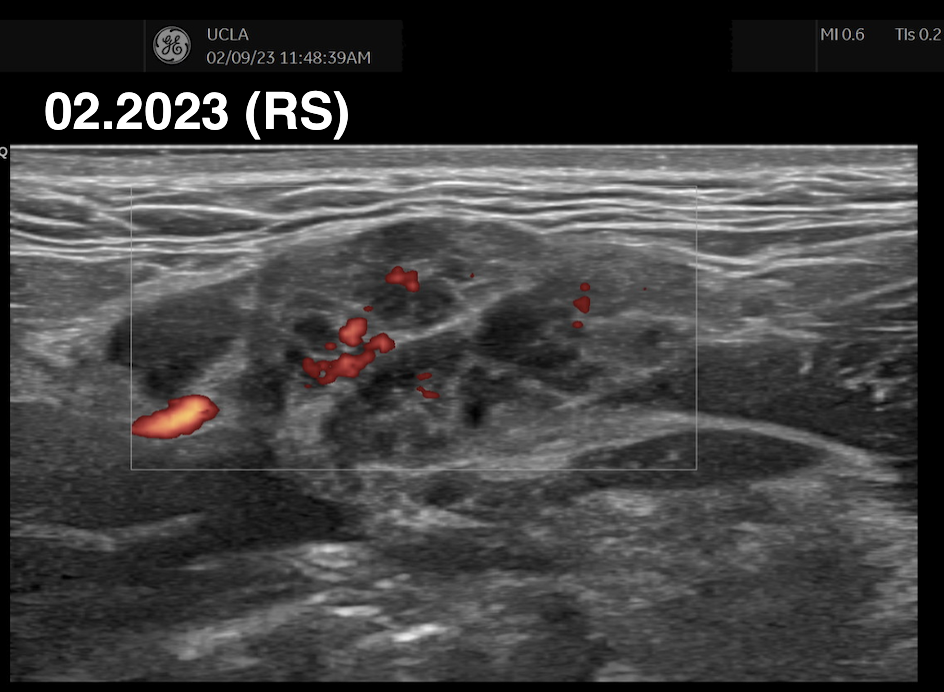 UCLA
MI 0.6 TIs 0.2
02/09/23 11:48:39AM
02.2023 (RS)
Q